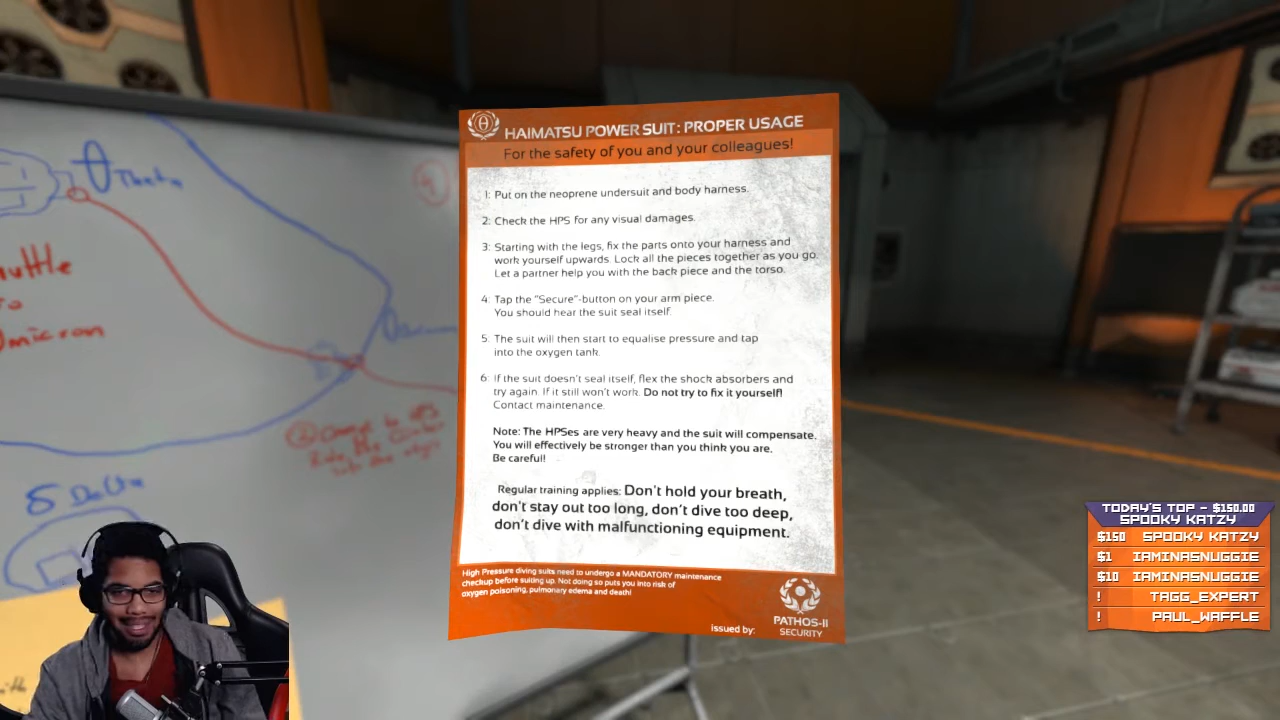 θ Theta
Shuttle
to
Omicron
δ Delta
HAIMATSU POWER SUIT: PROPER USAGE
For the safety of you and your colleagues!
1: Put on the neoprene undersuit and body harness.
2: Check the HPS for any visual damages.
3: Starting with the legs, fix the parts onto your harness and
work yourself upwards. Lock all the pieces together as you go.
Let a partner help you with the back piece and the torso.
4: Tap the "Secure"-button on your arm piece.
You should hear the suit seal itself.
5: The suit will then start to equalise pressure and tap
into the oxygen tank.
6: If the suit doesn't seal itself, flex the shock absorbers and
try again. If it still won't work. Do not try to fix it yourself!
Contact maintenance.
Note: The HPSes are very heavy and the suit will compensate.
You will effectively be stronger than you think you are.
Be careful!
Regular training applies: Don't hold your breath,
don't stay out too long, don't dive too deep,
don't dive with malfunctioning equipment.
High Pressure diving suits need to undergo a MANDATORY maintenance
checkup before suiting up. Not doing so puts you into risk of
oxygen poisoning, pulmonary edema and death!
issued by:
PATHOS-II
SECURITY
TODAY'S TOP - $150.00
SPOOKY KATZY
$150 SPOOKY KATZY
$1 IAMINASNUGGIE
$10 IAMINASNUGGIE
! TAGG_EXPERT
! PAUL_WAFFLE